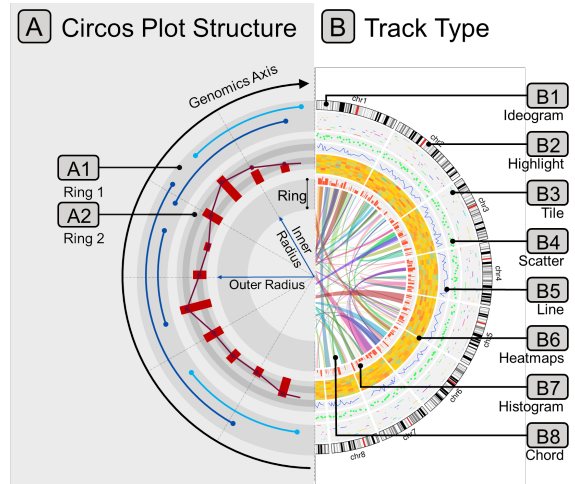 A Circos Plot Structure
B Track Type
Genomics Axis
A1
Ring 1
A2
Ring 2
Ring
Inner
Radius
Outer Radius
chr1
chr2
chr3
chr4
chr5
chr6
chr7
chr8
B1
Ideogram
B2
Highlight
B3
Tile
B4
Scatter
B5
Line
B6
Heatmaps
B7
Histogram
B8
Chord